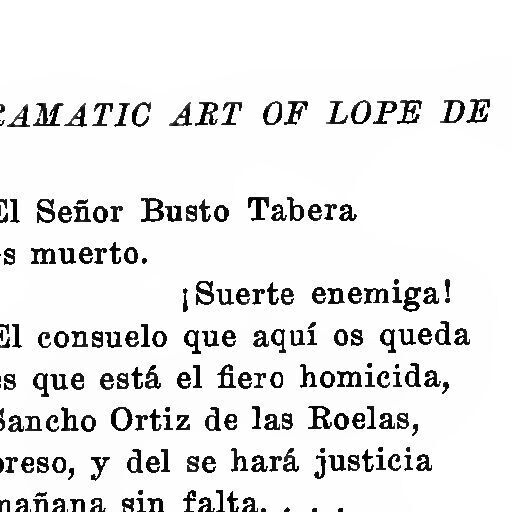 RAMATIC ART OF LOPE DE
El Señor Busto Tabera
es muerto.
¡Suerte enemiga!
El consuelo que aquí os queda
es que está el fiero homicida,
Sancho Ortiz de las Roelas,
preso, y del se hará justicia
mañana sin falta. . . .